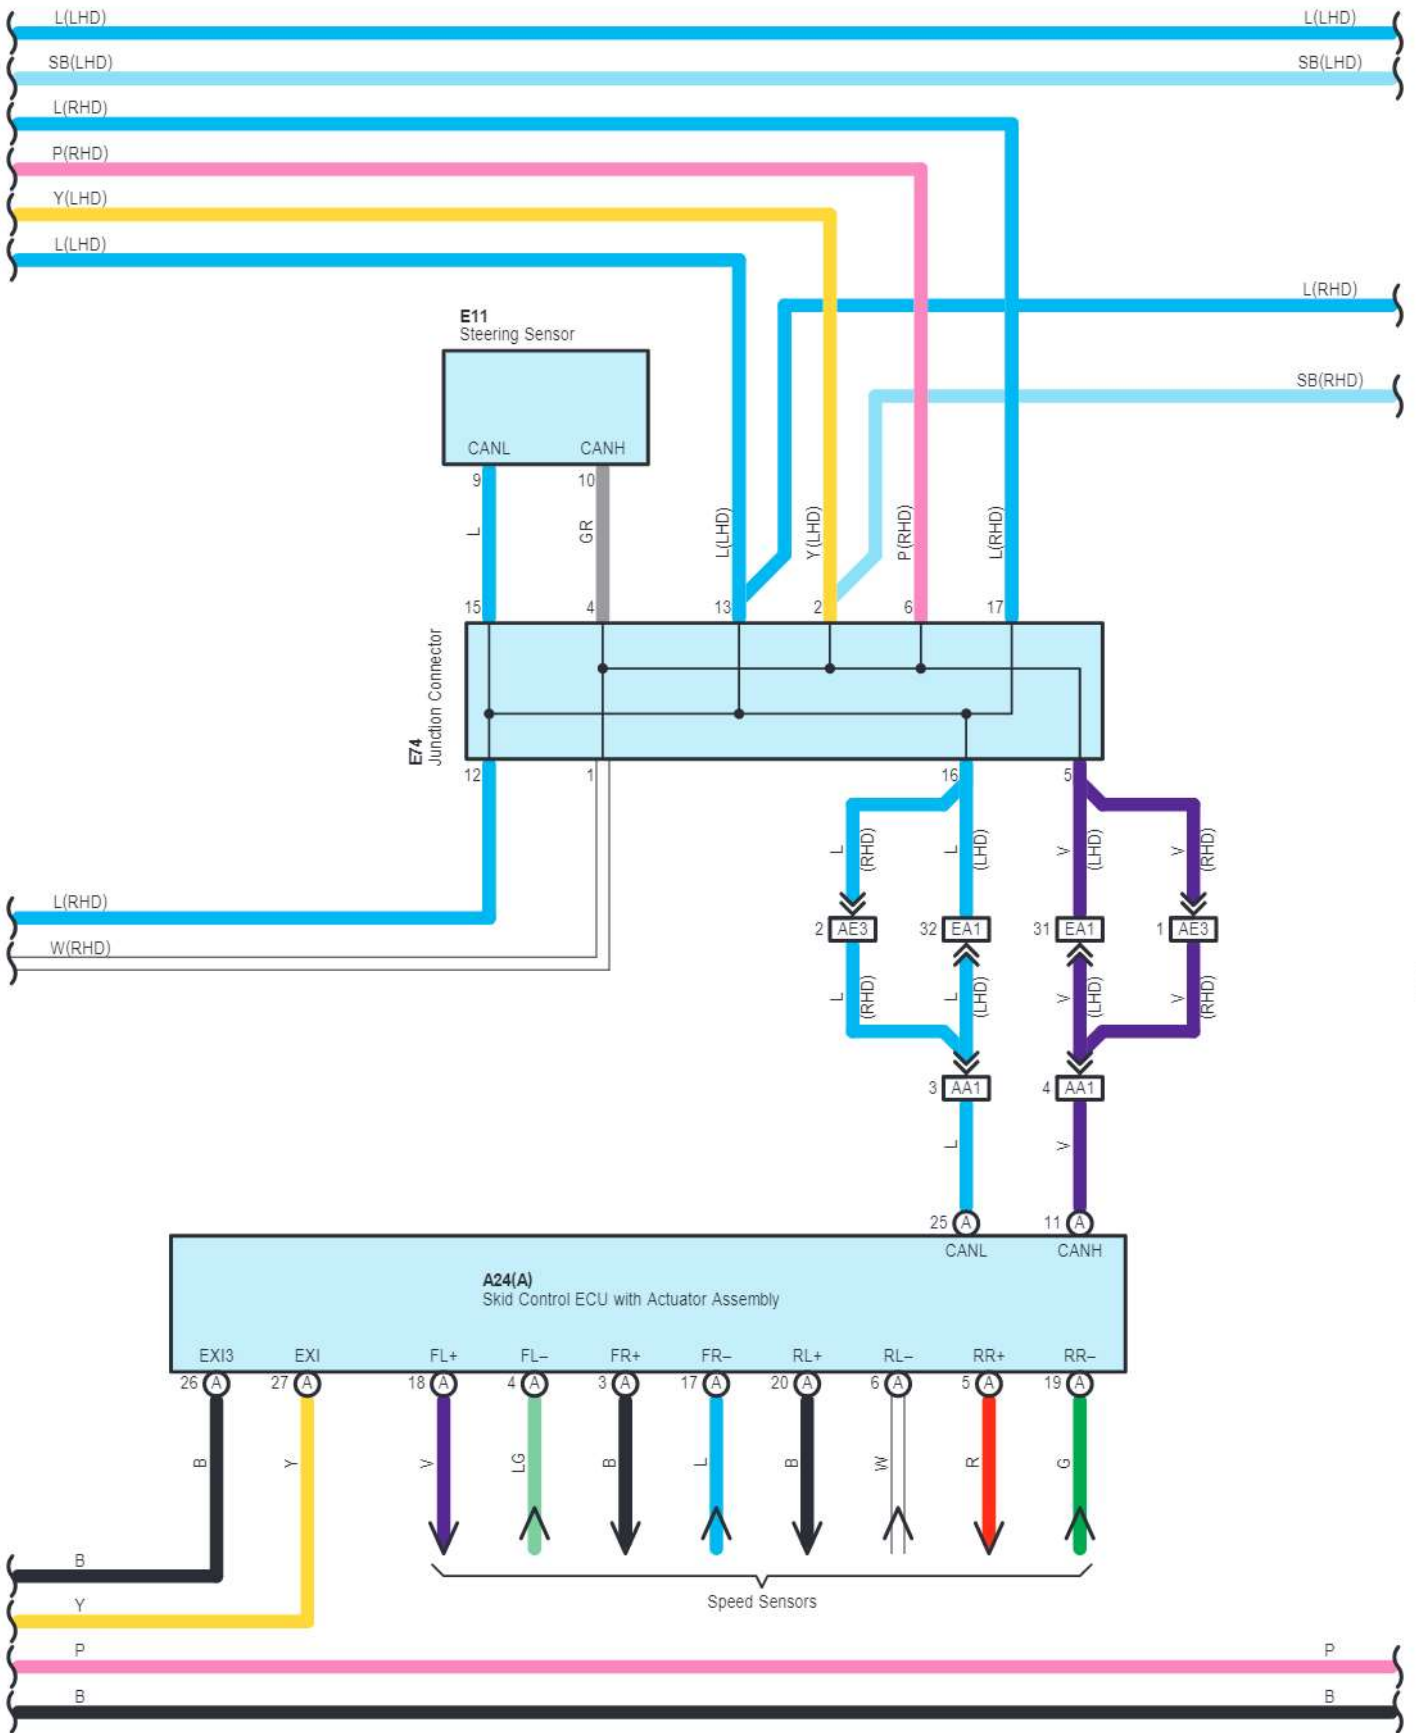 L(LHD)
L(LHD)
SB(LHD)
SB(LHD)
L(RHD)
P(RHD)
Y(LHD)
L(LHD)
L(RHD)
E11
Steering Sensor
SB(RHD)
CANL
CANH
9
10
L
GR
L(LHD)
Y(LHD)
P(RHD)
L(RHD)
15
4
13
2
6
17
E74
Junction Connector
12
1
16
5
L
(RHD)
L
(LHD)
V
(LHD)
V
(RHD)
L(RHD)
2
AE3
32
EA1
31
EA1
1
AE3
W(RHD)
L
(RHD)
L
(LHD)
V
(LHD)
V
(RHD)
3
AA1
4
AA1
L
V
25
A
11
A
CANL
CANH
A24(A)
Skid Control ECU with Actuator Assembly
EXI3
EXI
FL+
FL–
FR+
FR–
RL+
RL–
RR+
RR–
26
A
27
A
18
A
4
A
3
A
17
A
20
A
6
A
5
A
19
A
B
Y
V
LG
B
L
B
W
R
G
B
Speed Sensors
Y
P
P
B
B